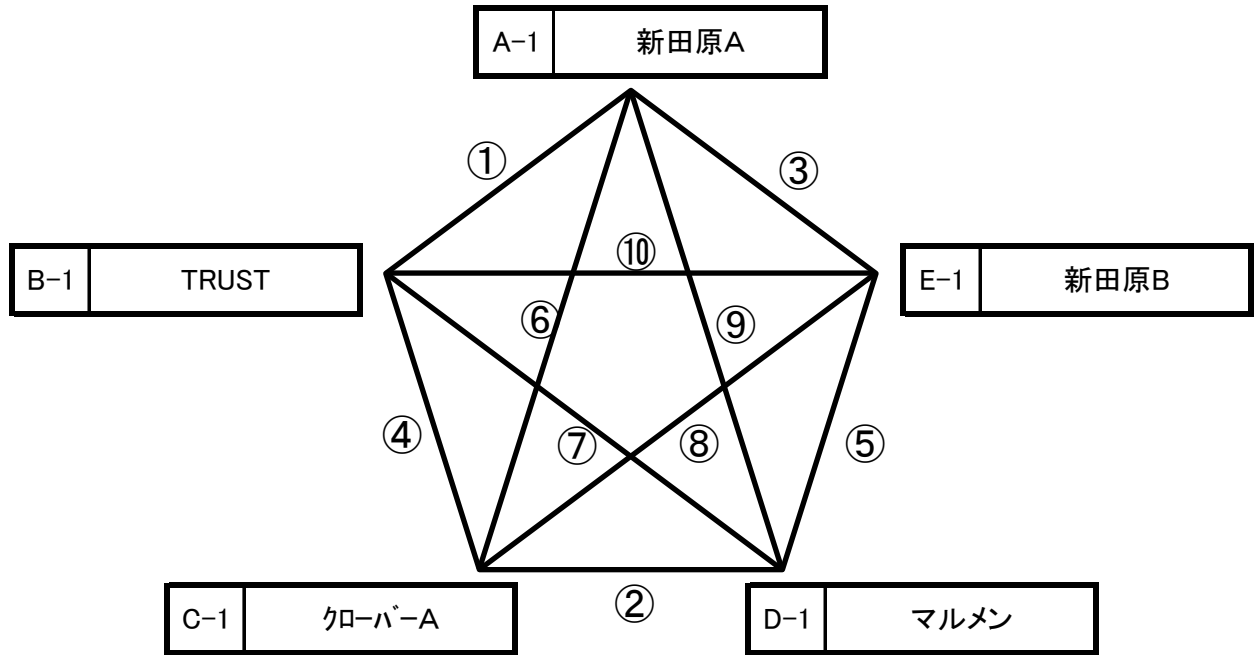 A-1 新田原A
①
③
⑩
B-1 TRUST
E-1 新田原B
⑥
⑨
④
⑦
⑧
⑤
C-1 ｸﾛｰﾊﾞｰA
②
D-1 マルメン